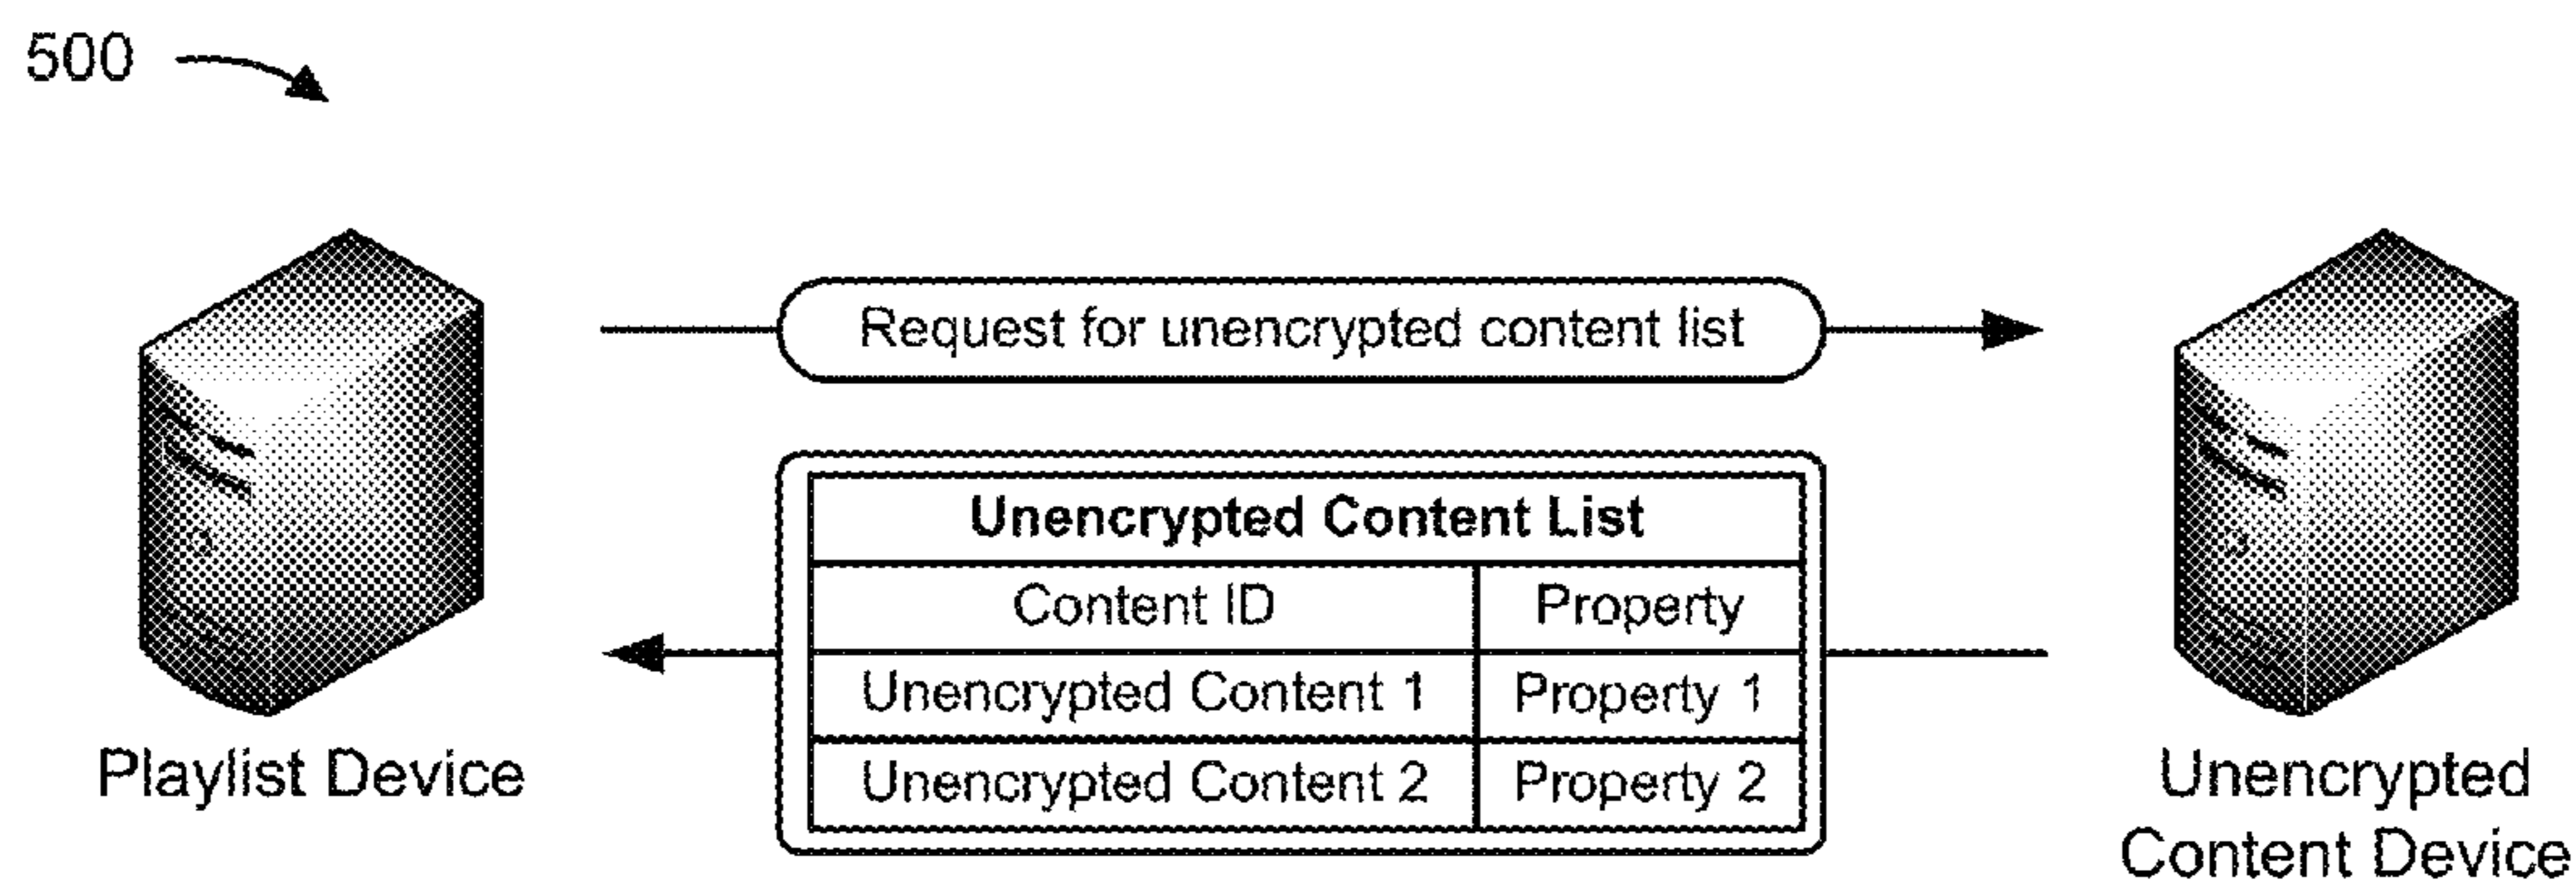 500
Request for unencrypted content list
Unencrypted Content List
Content ID Property
Unencrypted Content 1 Property 1
Unencrypted Content 2 Property 2
Playlist Device
Unencrypted
Content Device